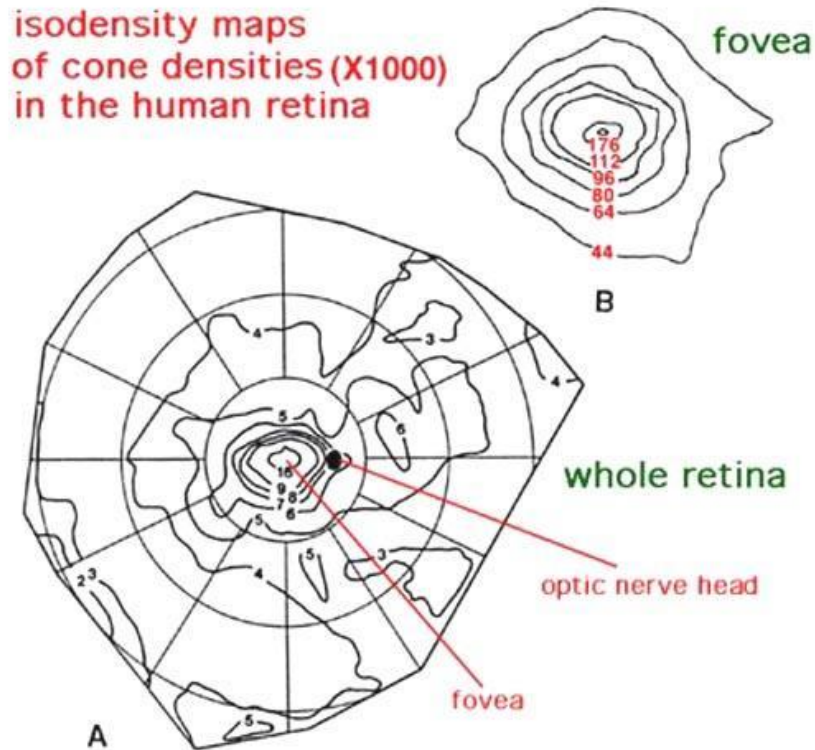 isodensity maps
of cone densities (X1000)
in the human retina
fovea
176
112
96
80
64
44
B
4
3
4
5
6
16
9
8
7
6
5
whole retina
5
3
4
2 3
optic nerve head
fovea
5
A